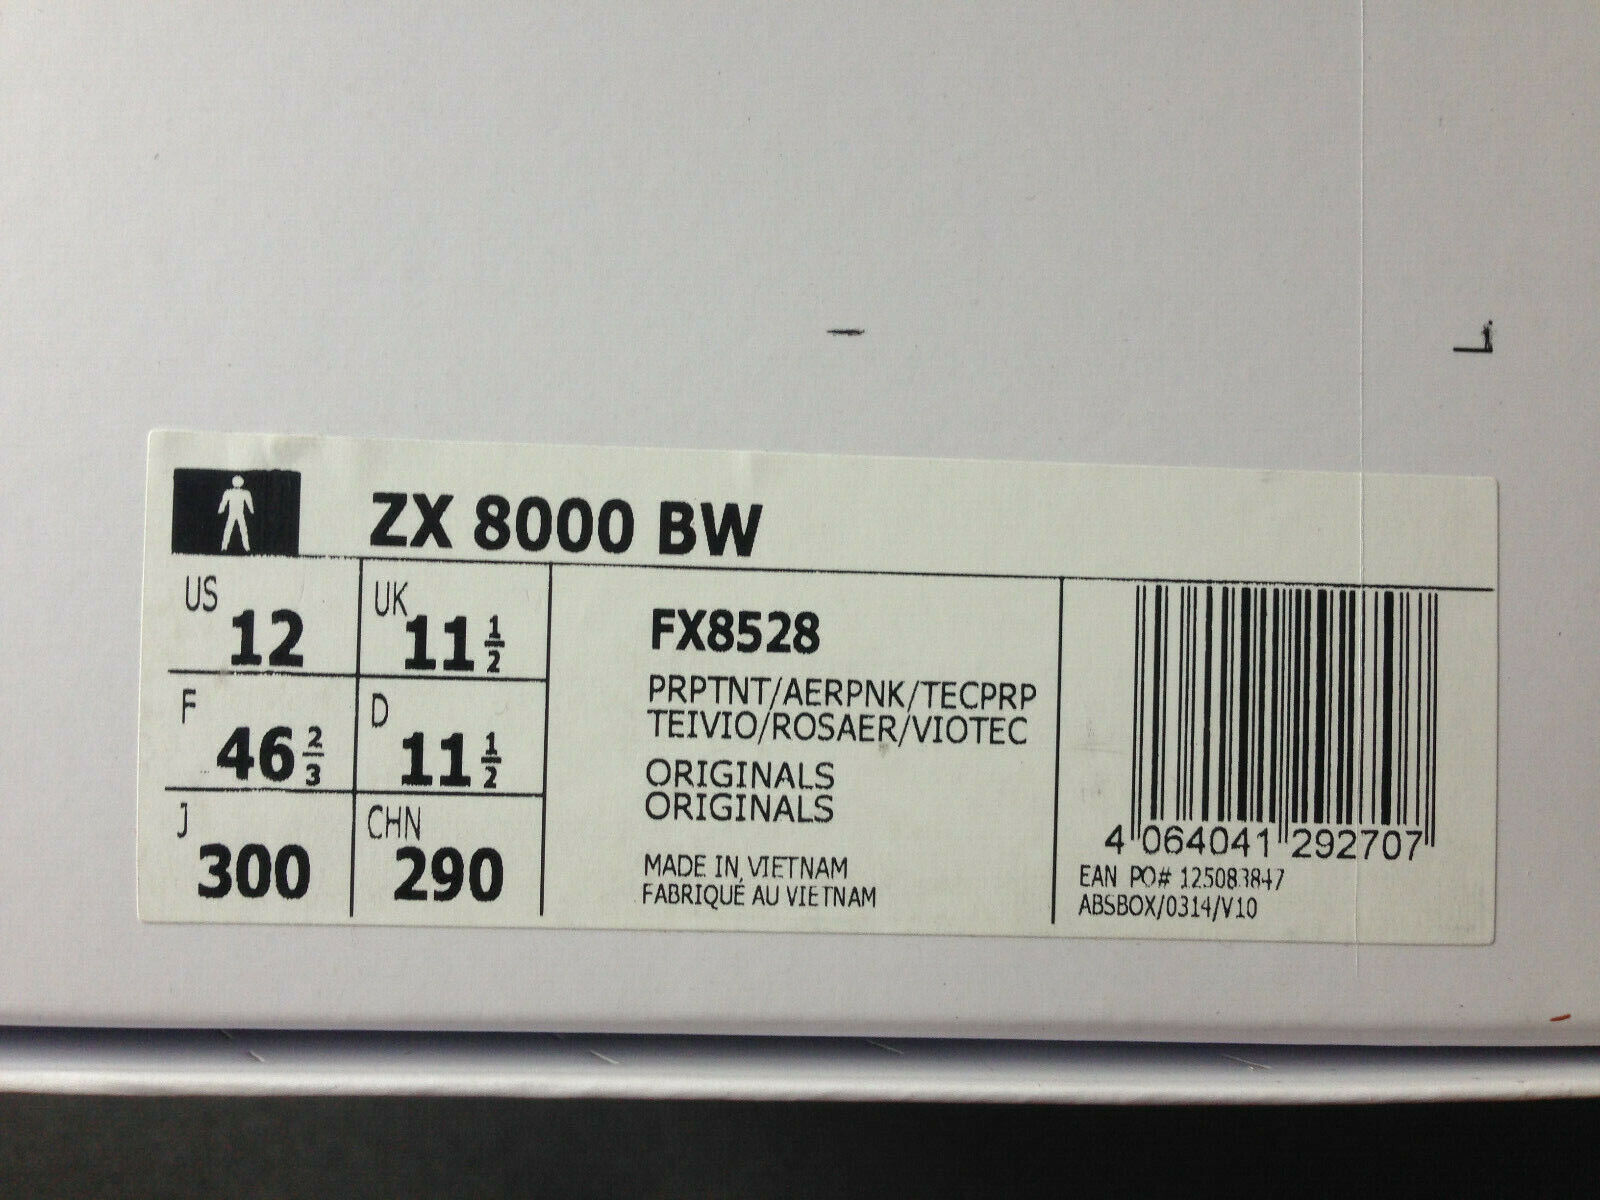 ZX 8000 BW
US 12
UK 11 1/2
F 46 2/3
D 11 1/2
J 300
CHN 290
FX8528
PRPTNT/AERPNK/TECPRP
TEIVIO/ROSAER/VIOTEC
ORIGINALS
ORIGINALS
MADE IN VIETNAM
FABRIQUÉ AU VIETNAM
4 064041 292707
EAN PO# 125083847
ABSBOX/0314/V10